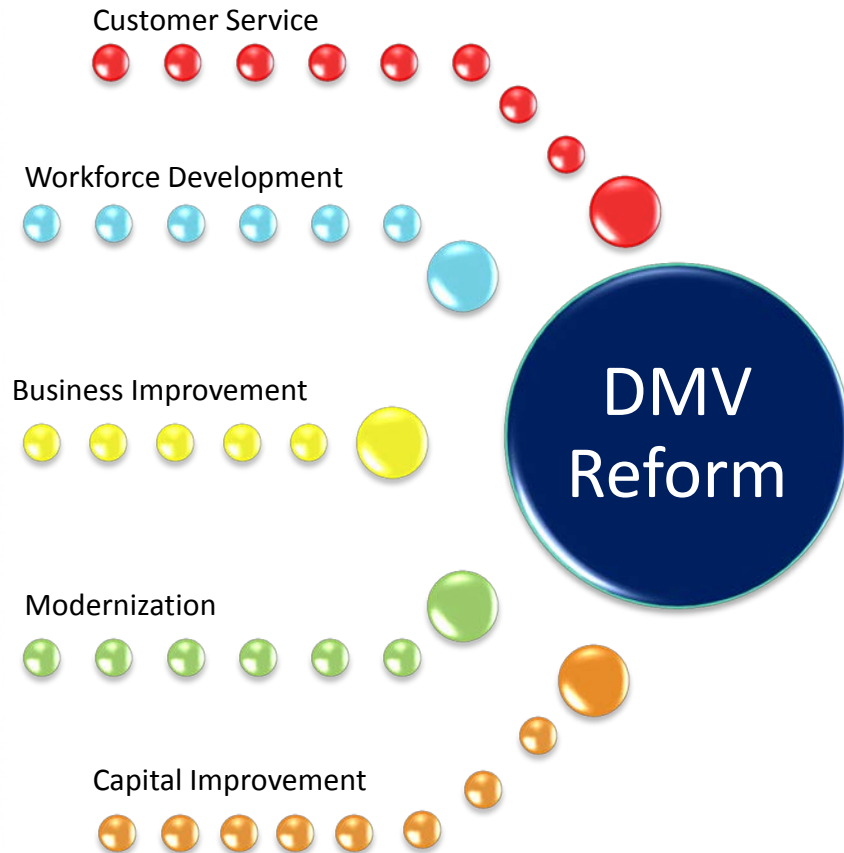 Customer Service
Workforce Development
Business Improvement
DMV
Reform
Modernization
Capital Improvement